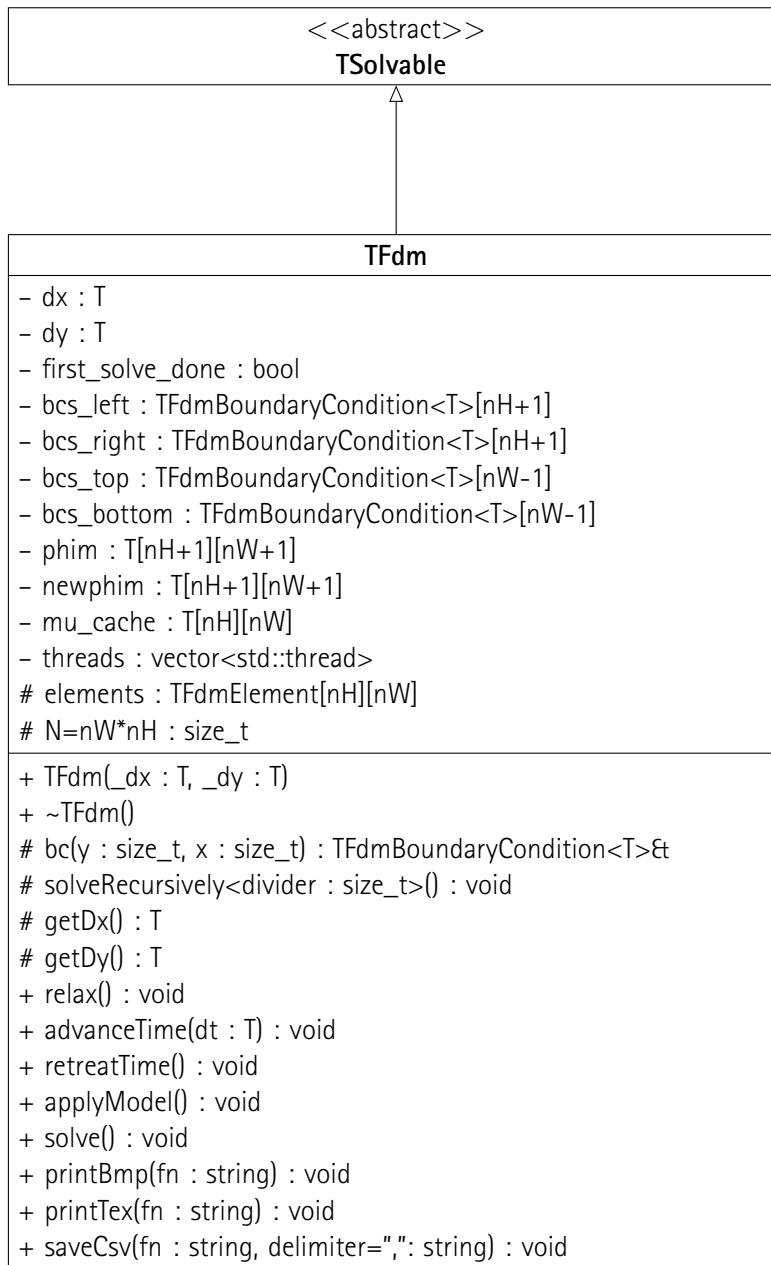 <<abstract>>
TSolvable
TFdm
– dx : T
– dy : T
– first_solve_done : bool
– bcs_left : TFdmBoundaryCondition<T>[nH+1]
– bcs_right : TFdmBoundaryCondition<T>[nH+1]
– bcs_top : TFdmBoundaryCondition<T>[nW-1]
– bcs_bottom : TFdmBoundaryCondition<T>[nW-1]
– phim : T[nH+1][nW+1]
– newphim : T[nH+1][nW+1]
– mu_cache : T[nH][nW]
– threads : vector<std::thread>
# elements : TFdmElement[nH][nW]
# N=nW*nH : size_t
+ TFdm(_dx : T, _dy : T)
+ ~TFdm()
# bc(y : size_t, x : size_t) : TFdmBoundaryCondition<T>&
# solveRecursively<divider : size_t>() : void
# getDx() : T
# getDy() : T
+ relax() : void
+ advanceTime(dt : T) : void
+ retreatTime() : void
+ applyModel() : void
+ solve() : void
+ printBmp(fn : string) : void
+ printTex(fn : string) : void
+ saveCsv(fn : string, delimiter=",": string) : void